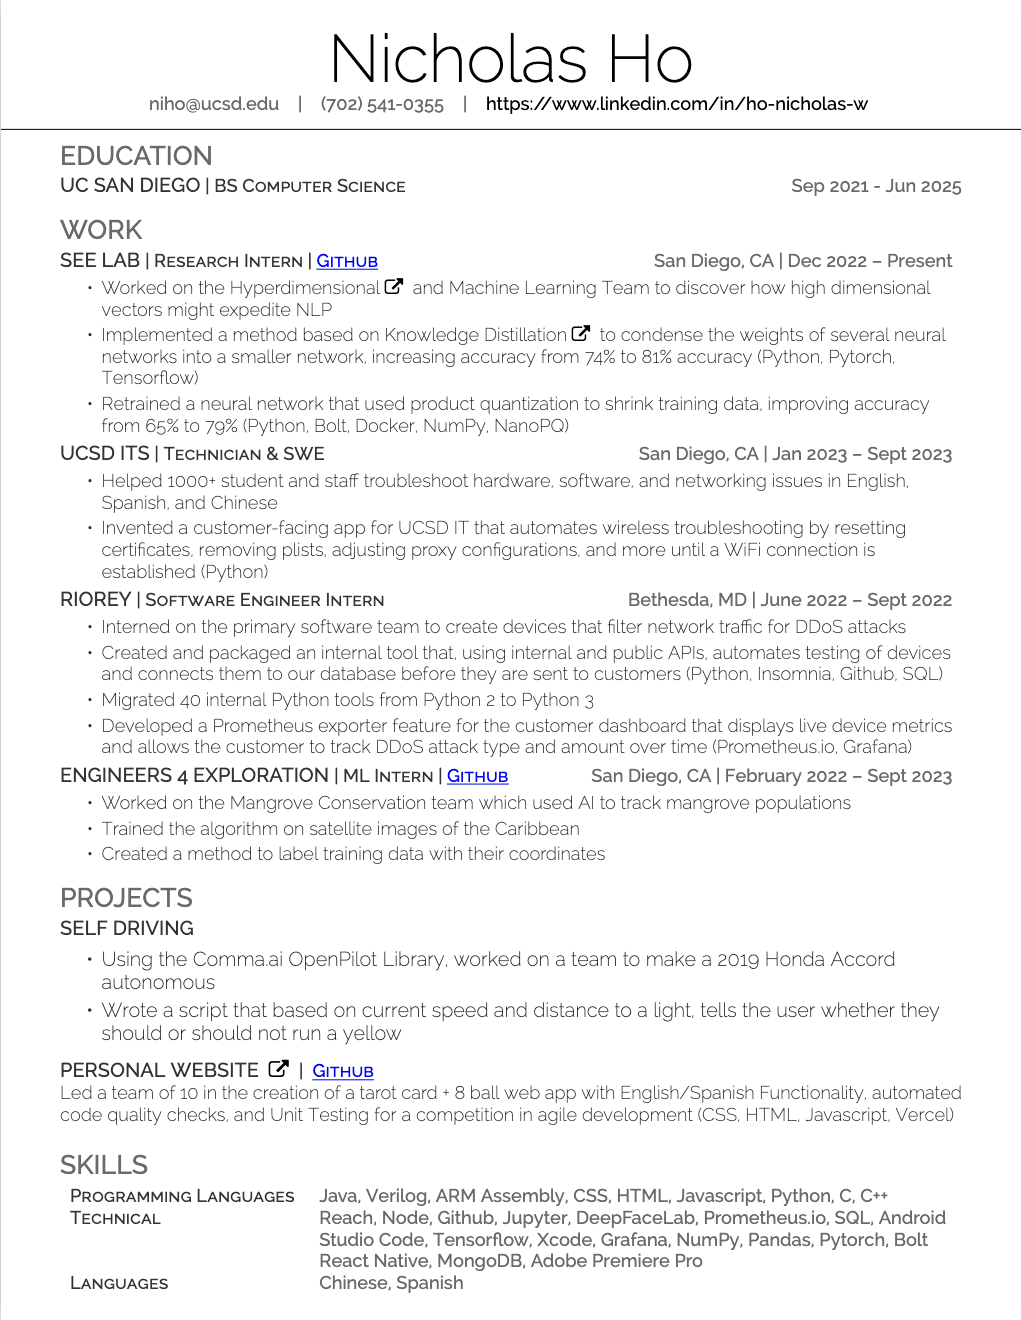 Nicholas Ho
niho@ucsd.edu | (702) 541-0355 | https://www.linkedin.com/in/ho-nicholas-w
EDUCATION
UC SAN DIEGO | BS COMPUTER SCIENCE Sep 2021 - Jun 2025
WORK
SEE LAB | RESEARCH INTERN | GITHUB San Diego, CA | Dec 2022 – Present
• Worked on the Hyperdimensional and Machine Learning Team to discover how high dimensional
vectors might expedite NLP
• Implemented a method based on Knowledge Distillation to condense the weights of several neural
networks into a smaller network, increasing accuracy from 74% to 81% accuracy (Python, Pytorch,
Tensorflow)
• Retrained a neural network that used product quantization to shrink training data, improving accuracy
from 65% to 79% (Python, Bolt, Docker, NumPy, NanoPQ)
UCSD ITS | TECHNICIAN & SWE San Diego, CA | Jan 2023 – Sept 2023
• Helped 1000+ student and staff troubleshoot hardware, software, and networking issues in English,
Spanish, and Chinese
• Invented a customer-facing app for UCSD IT that automates wireless troubleshooting by resetting
certificates, removing plists, adjusting proxy configurations, and more until a WiFi connection is
established (Python)
RIOREY | SOFTWARE ENGINEER INTERN Bethesda, MD | June 2022 – Sept 2022
• Interned on the primary software team to create devices that filter network traffic for DDoS attacks
• Created and packaged an internal tool that, using internal and public APIs, automates testing of devices
and connects them to our database before they are sent to customers (Python, Insomnia, Github, SQL)
• Migrated 40 internal Python tools from Python 2 to Python 3
• Developed a Prometheus exporter feature for the customer dashboard that displays live device metrics
and allows the customer to track DDoS attack type and amount over time (Prometheus.io, Grafana)
ENGINEERS 4 EXPLORATION | ML INTERN | GITHUB San Diego, CA | February 2022 – Sept 2023
• Worked on the Mangrove Conservation team which used AI to track mangrove populations
• Trained the algorithm on satellite images of the Caribbean
• Created a method to label training data with their coordinates
PROJECTS
SELF DRIVING
• Using the Comma.ai OpenPilot Library, worked on a team to make a 2019 Honda Accord
autonomous
• Wrote a script that based on current speed and distance to a light, tells the user whether they
should or should not run a yellow
PERSONAL WEBSITE | GITHUB
Led a team of 10 in the creation of a tarot card + 8 ball web app with English/Spanish Functionality, automated
code quality checks, and Unit Testing for a competition in agile development (CSS, HTML, Javascript, Vercel)
SKILLS
PROGRAMMING LANGUAGES Java, Verilog, ARM Assembly, CSS, HTML, Javascript, Python, C, C++
TECHNICAL Reach, Node, Github, Jupyter, DeepFaceLab, Prometheus.io, SQL, Android
Studio Code, Tensorflow, Xcode, Grafana, NumPy, Pandas, Pytorch, Bolt
React Native, MongoDB, Adobe Premiere Pro
LANGUAGES Chinese, Spanish